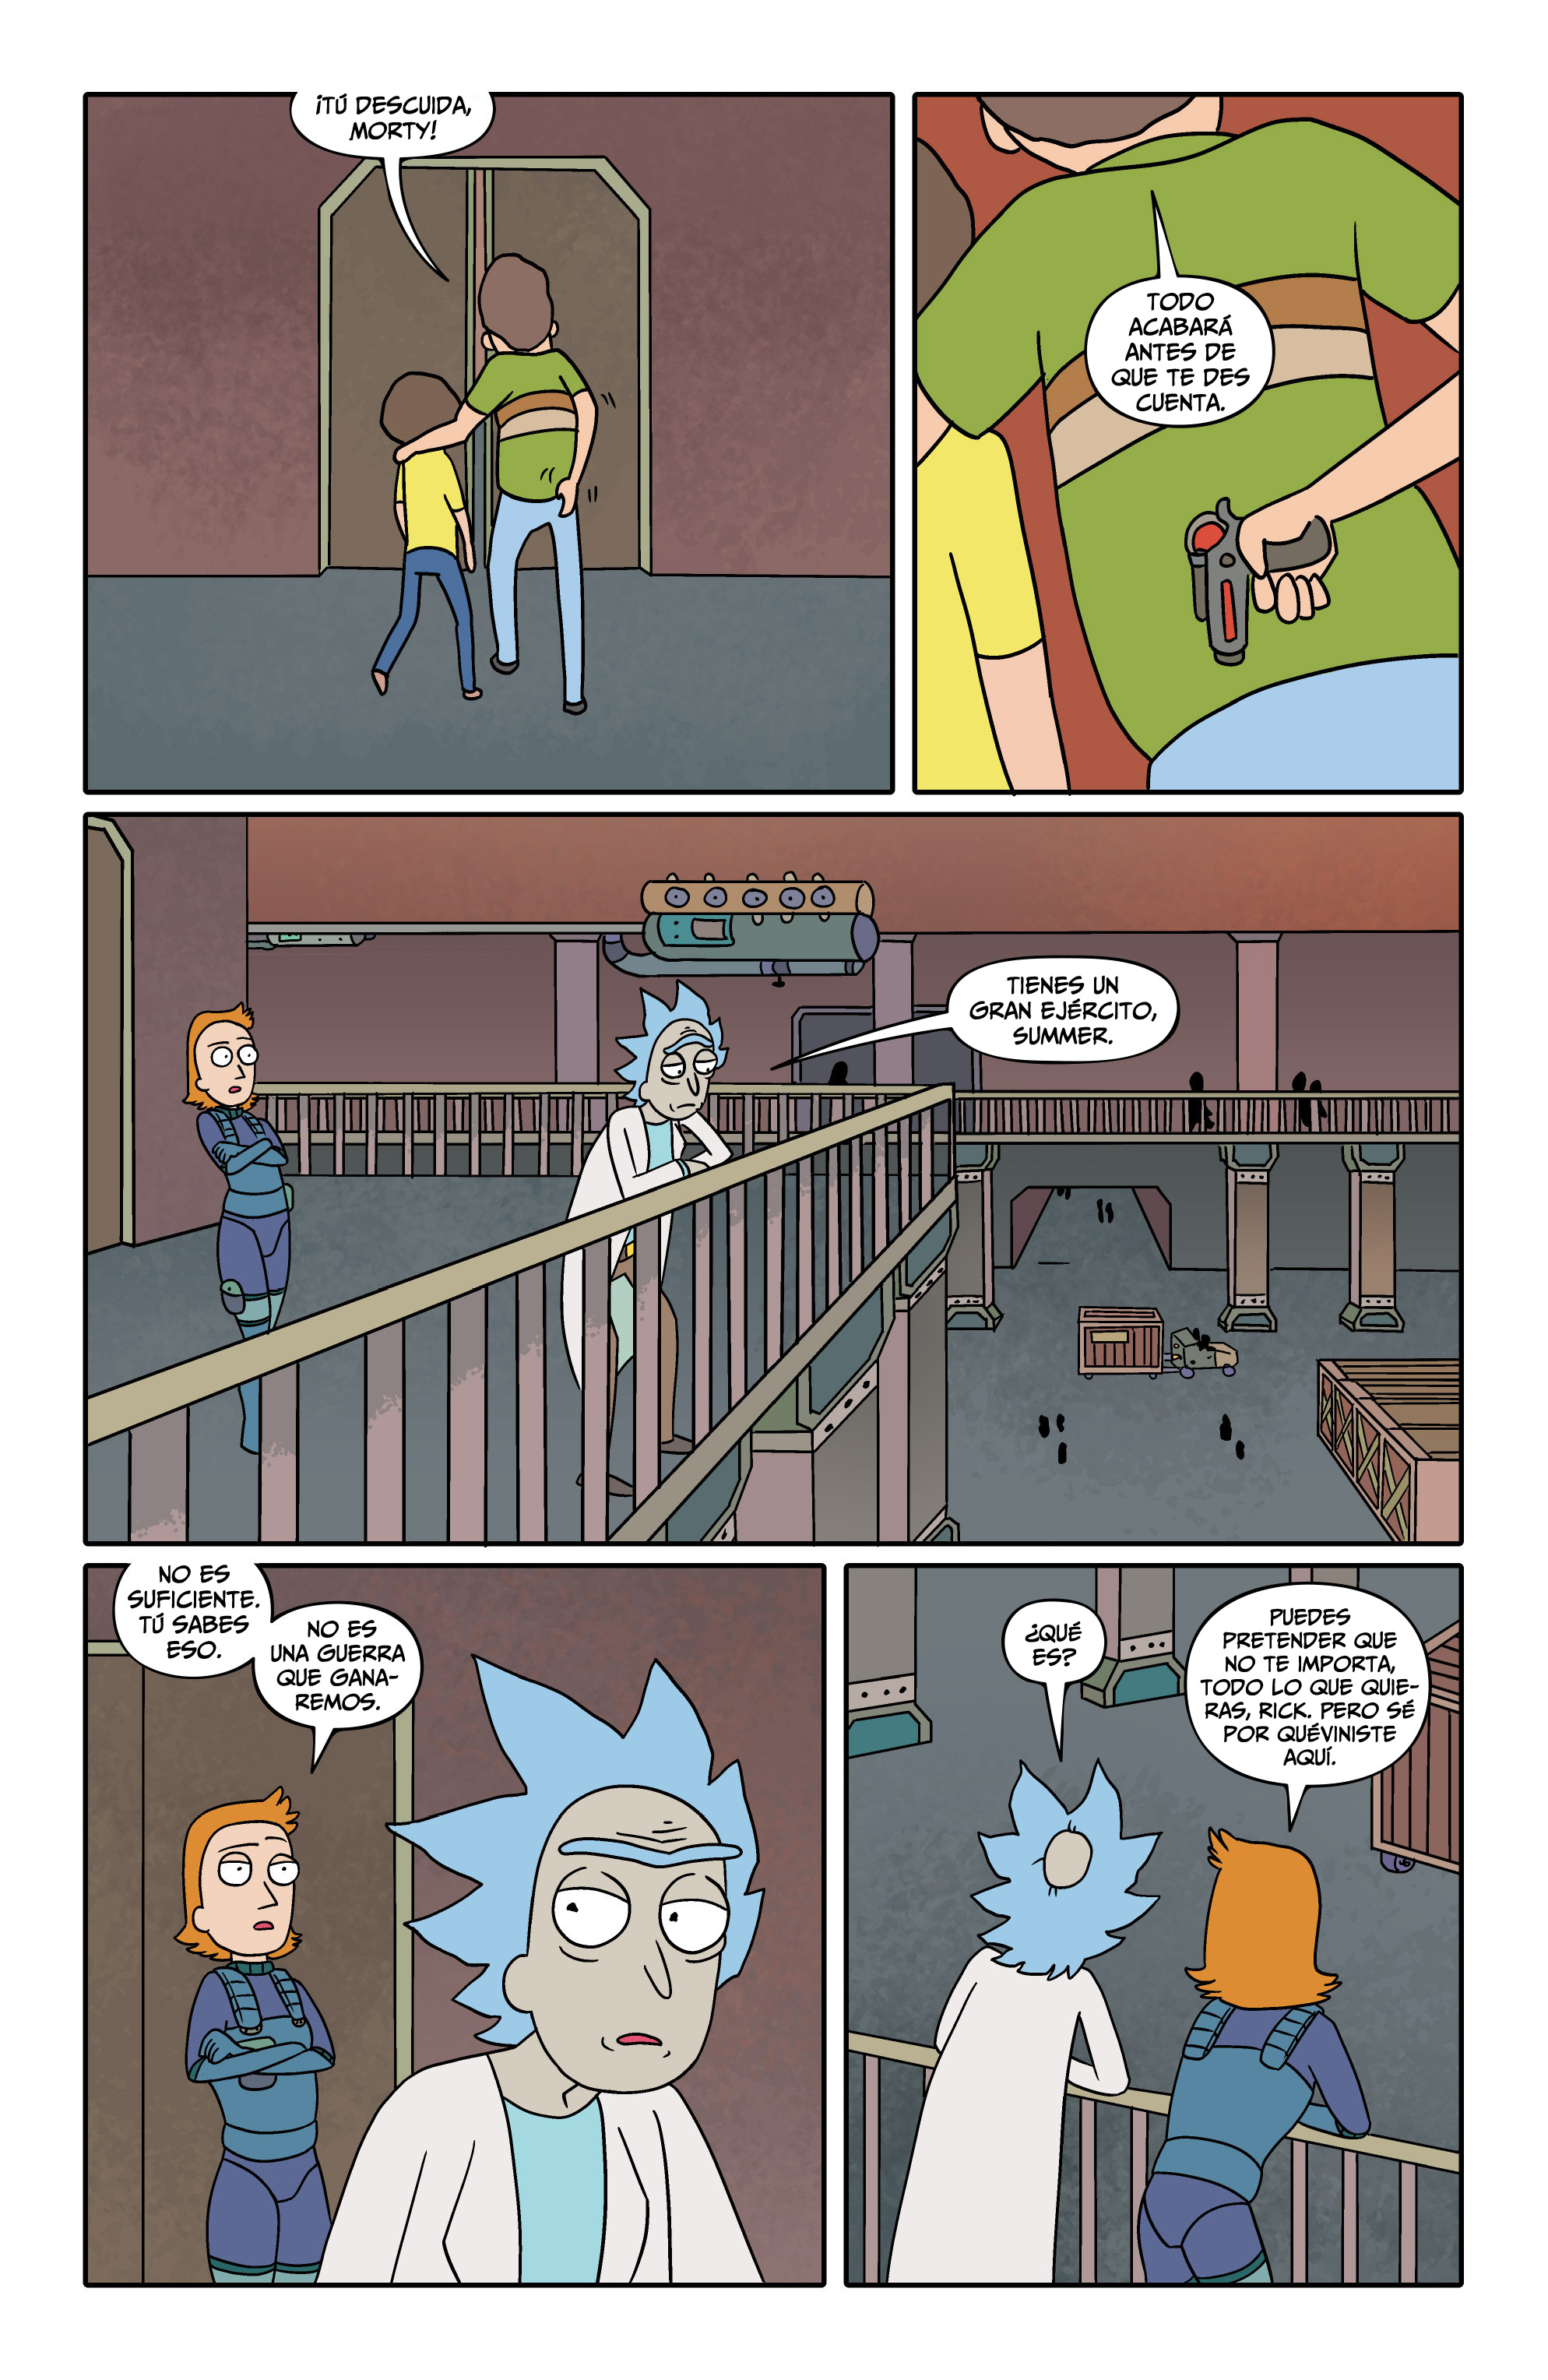 ¡TÚ DESCUIDA,
MORTY!
TODO
ACABARÁ
ANTES DE
QUE TE DES
CUENTA.
TIENES UN
GRAN EJÉRCITO,
SUMMER.
NO ES
SUFICIENTE.
TÚ SABES
ESO.
NO ES
UNA GUERRA
QUE GANA-
REMOS.
¿QUÉ
ES?
PUEDES
PRETENDER QUE
NO TE IMPORTA,
TODO LO QUE QUIE-
RAS, RICK. PERO SÉ
POR QUÉVINISTE
AQUÍ.